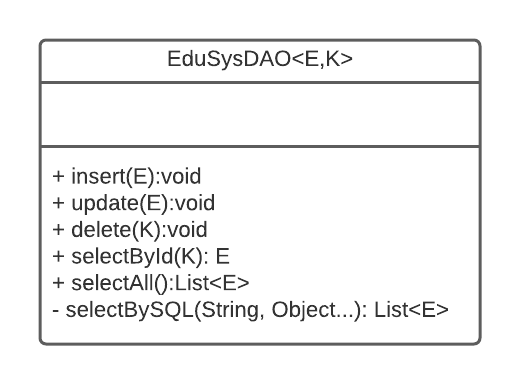 EduSysDAO<E,K>
+ insert(E):void
+ update(E):void
+ delete(K):void
+ selectById(K): E
+ selectAll():List<E>
- selectBySQL(String, Object...): List<E>